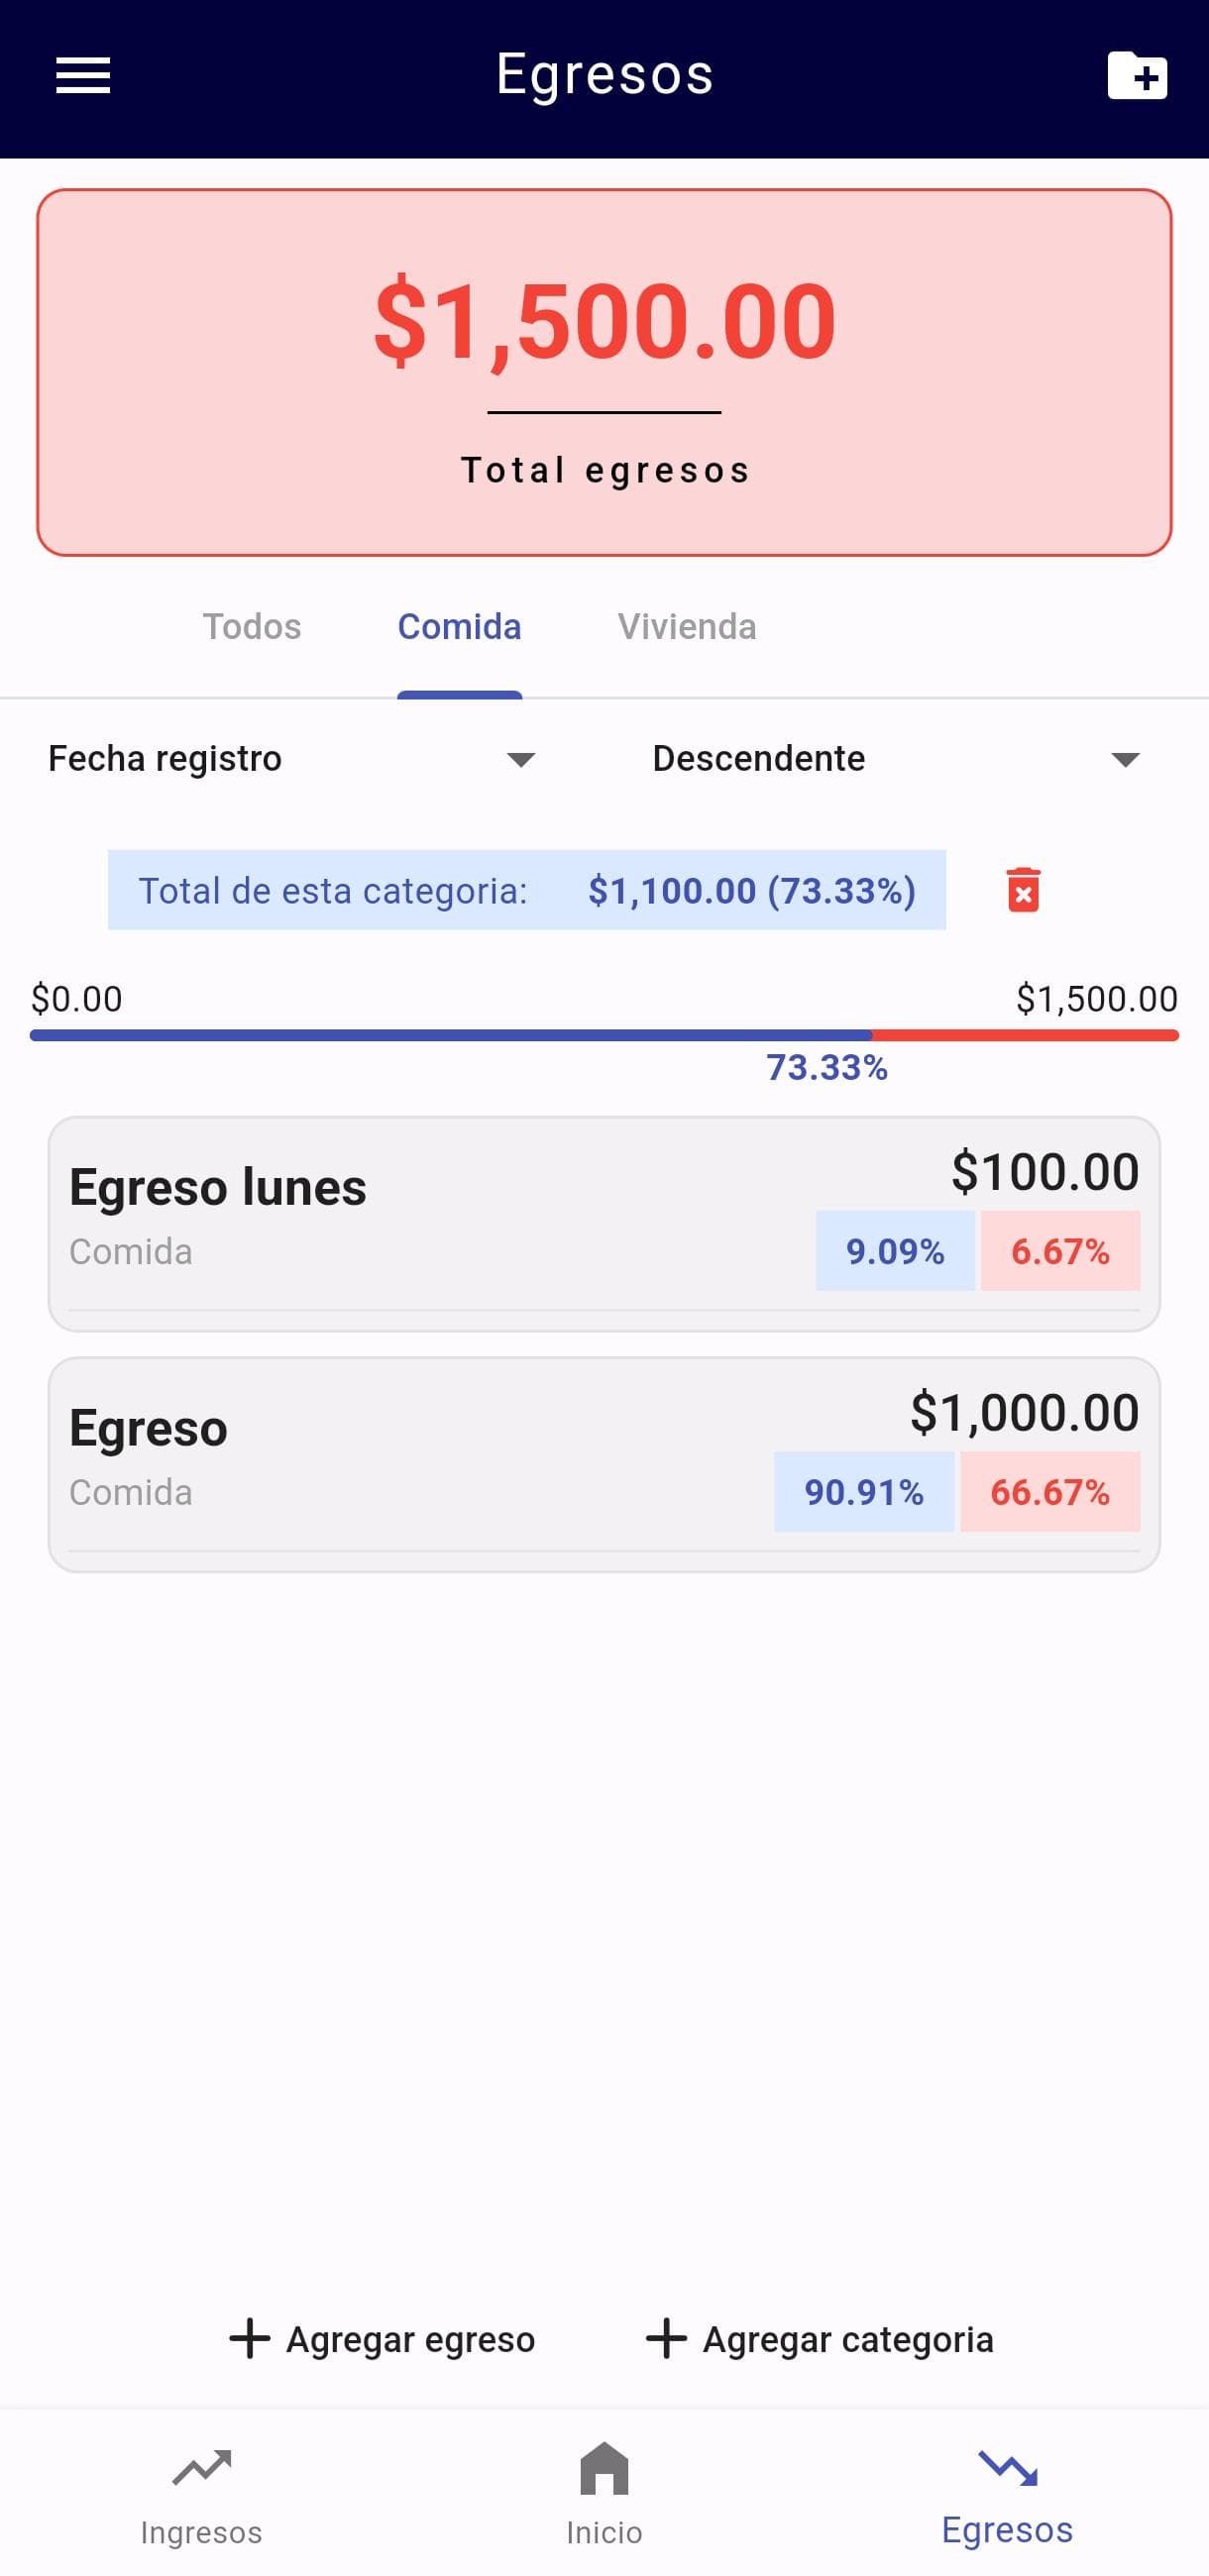 Egresos
$1,500.00
Total egresos
Todos Comida Vivienda
Fecha registro Descendente
Total de esta categoria: $1,100.00 (73.33%)
$0.00 $1,500.00
73.33%
Egreso lunes $100.00
Comida 9.09% 6.67%
Egreso $1,000.00
Comida 90.91% 66.67%
Agregar egreso Agregar categoria
Ingresos Inicio Egresos